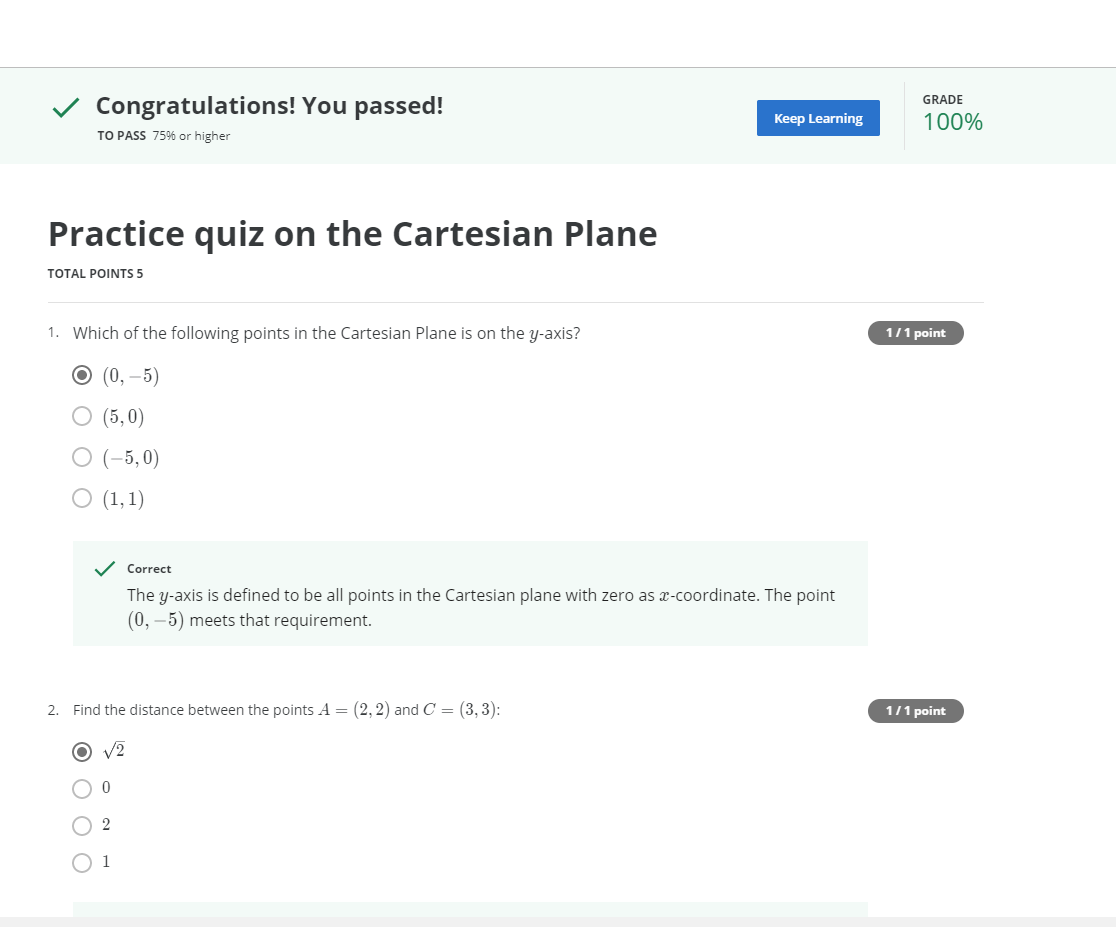 Congratulations! You passed!
TO PASS 75% or higher
Keep Learning
GRADE
100%
Practice quiz on the Cartesian Plane
TOTAL POINTS 5
1. Which of the following points in the Cartesian Plane is on the y-axis?
1 / 1 point
(0, −5)
(5, 0)
(−5, 0)
(1, 1)
Correct
The y-axis is defined to be all points in the Cartesian plane with zero as x-coordinate. The point
(0, −5) meets that requirement.
2. Find the distance between the points A = (2, 2) and C = (3, 3):
1 / 1 point
√2
0
2
1